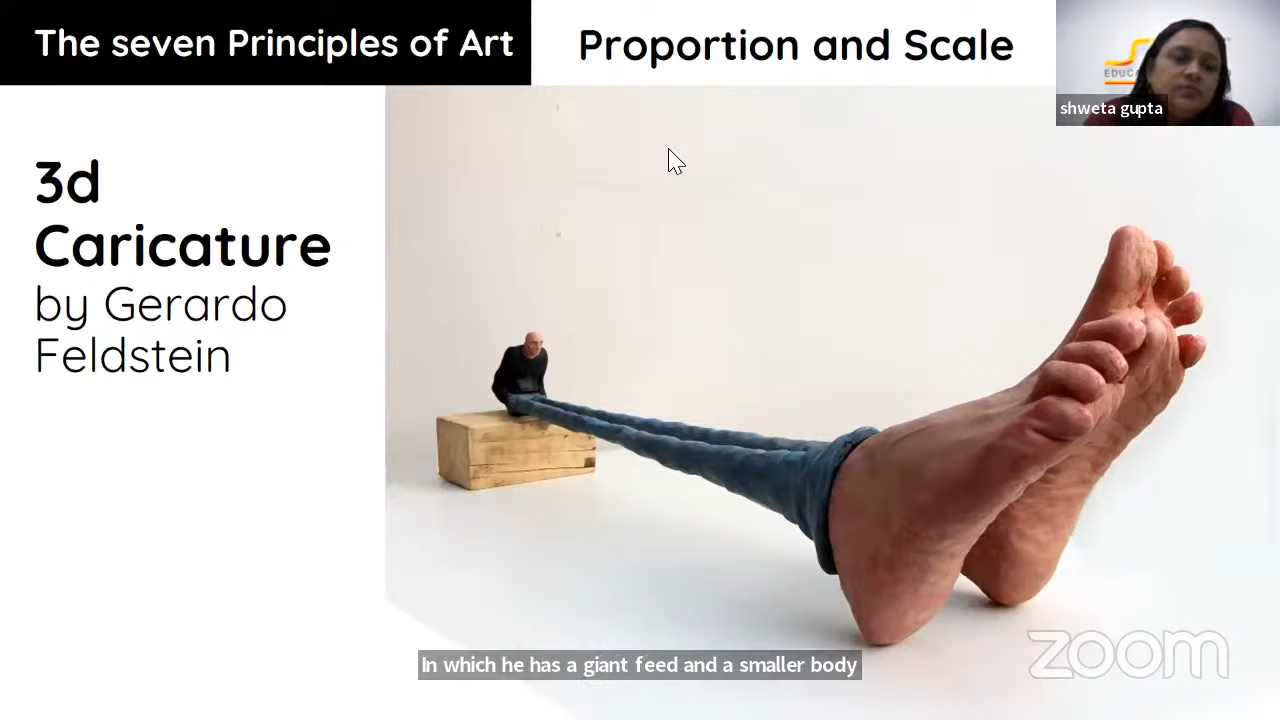 The seven Principles of Art
Proportion and Scale
EDUCA
shweta gupta
3d
Caricature
by Gerardo
Feldstein
In which he has a giant feed and a smaller body
zoom